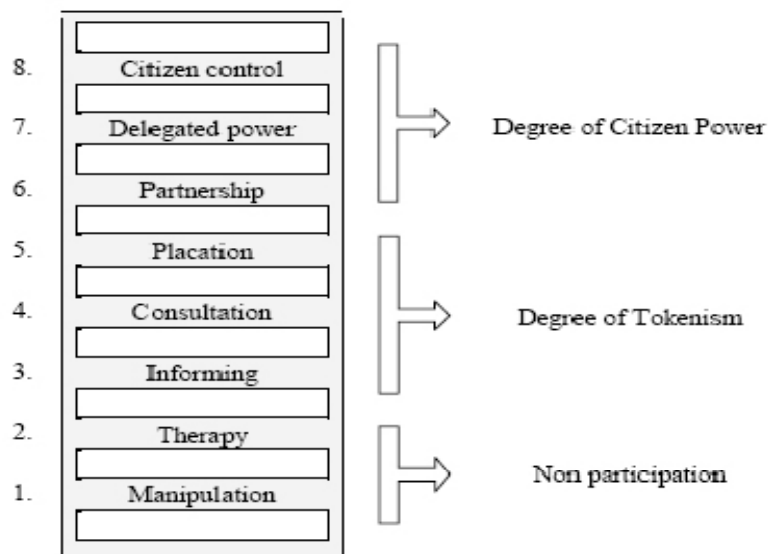 8. Citizen control
7. Delegated power
Degree of Citizen Power
6. Partnership
5. Placation
4. Consultation
Degree of Tokenism
3. Informing
2. Therapy
Non participation
1. Manipulation